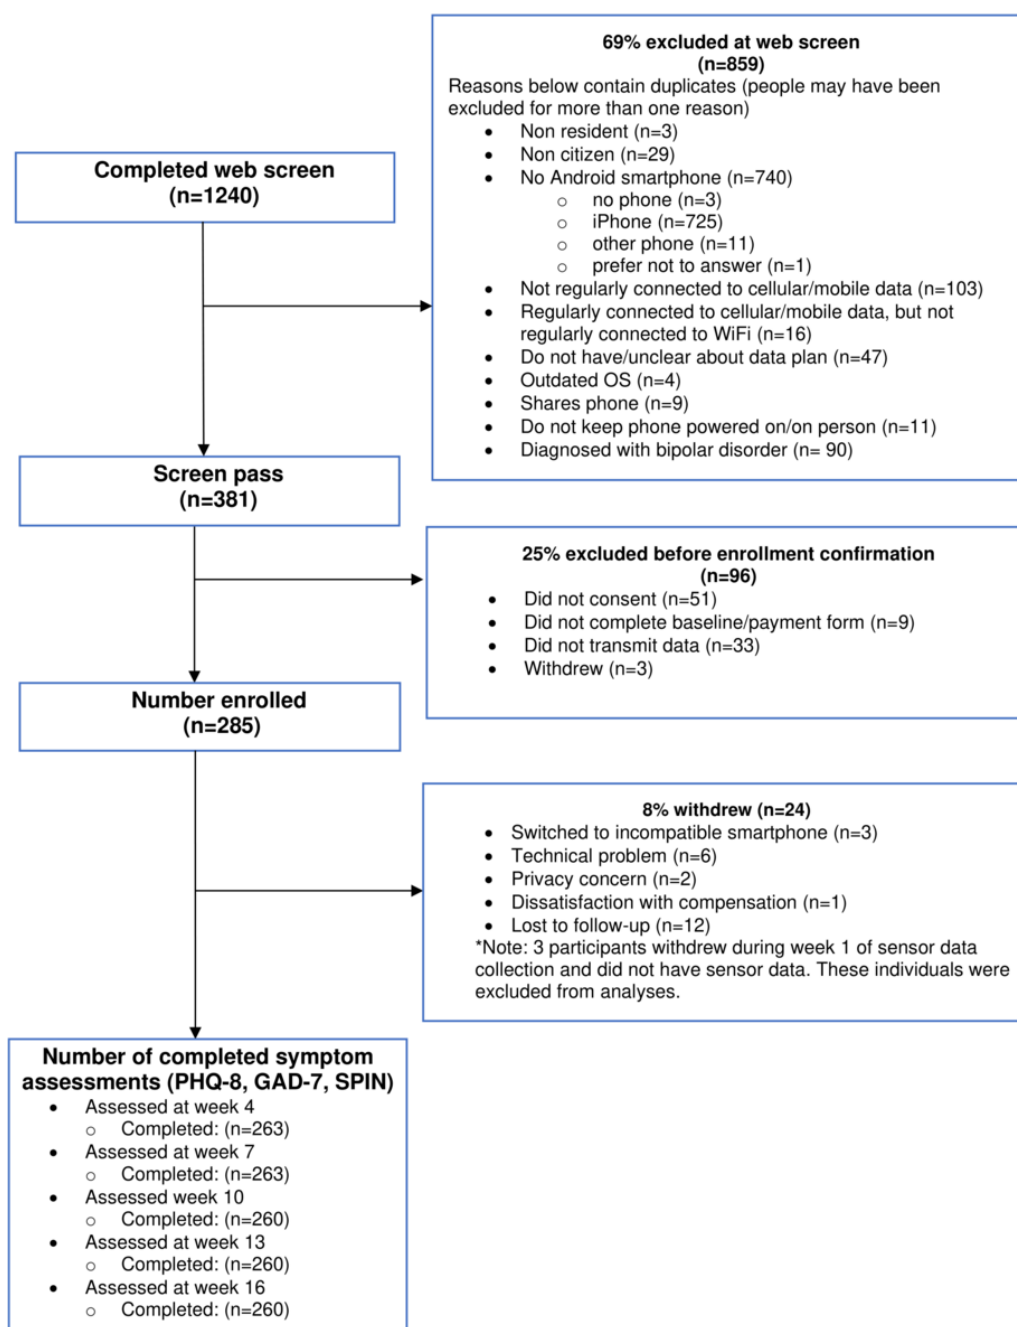 69% excluded at web screen
(n=859)
Reasons below contain duplicates (people may have been
excluded for more than one reason)
• Non resident (n=3)
• Non citizen (n=29)
• No Android smartphone (n=740)
o no phone (n=3)
o iPhone (n=725)
o other phone (n=11)
o prefer not to answer (n=1)
• Not regularly connected to cellular/mobile data (n=103)
• Regularly connected to cellular/mobile data, but not
regularly connected to WiFi (n=16)
• Do not have/unclear about data plan (n=47)
• Outdated OS (n=4)
• Shares phone (n=9)
• Do not keep phone powered on/on person (n=11)
• Diagnosed with bipolar disorder (n= 90)
Completed web screen
(n=1240)
Screen pass
(n=381)
25% excluded before enrollment confirmation
(n=96)
• Did not consent (n=51)
• Did not complete baseline/payment form (n=9)
• Did not transmit data (n=33)
• Withdrew (n=3)
Number enrolled
(n=285)
8% withdrew (n=24)
• Switched to incompatible smartphone (n=3)
• Technical problem (n=6)
• Privacy concern (n=2)
• Dissatisfaction with compensation (n=1)
• Lost to follow-up (n=12)
*Note: 3 participants withdrew during week 1 of sensor data
collection and did not have sensor data. These individuals were
excluded from analyses.
Number of completed symptom
assessments (PHQ-8, GAD-7, SPIN)
• Assessed at week 4
o Completed: (n=263)
• Assessed at week 7
o Completed: (n=263)
• Assessed week 10
o Completed: (n=260)
• Assessed at week 13
o Completed: (n=260)
• Assessed at week 16
o Completed: (n=260)